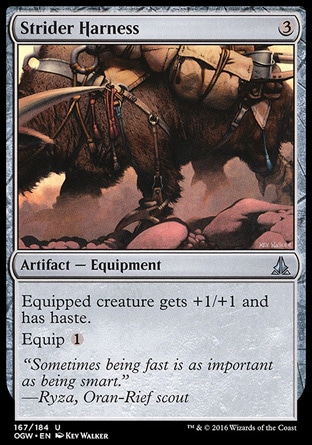 Strider Harness 3
KEV WALKER
Artifact — Equipment
Equipped creature gets +1/+1 and
has haste.
Equip 1
“Sometimes being fast is as important
as being smart.”
—Ryza, Oran-Rief scout
167/184 U
OGW • EN KEV WALKER
™ & © 2016 Wizards of the Coast